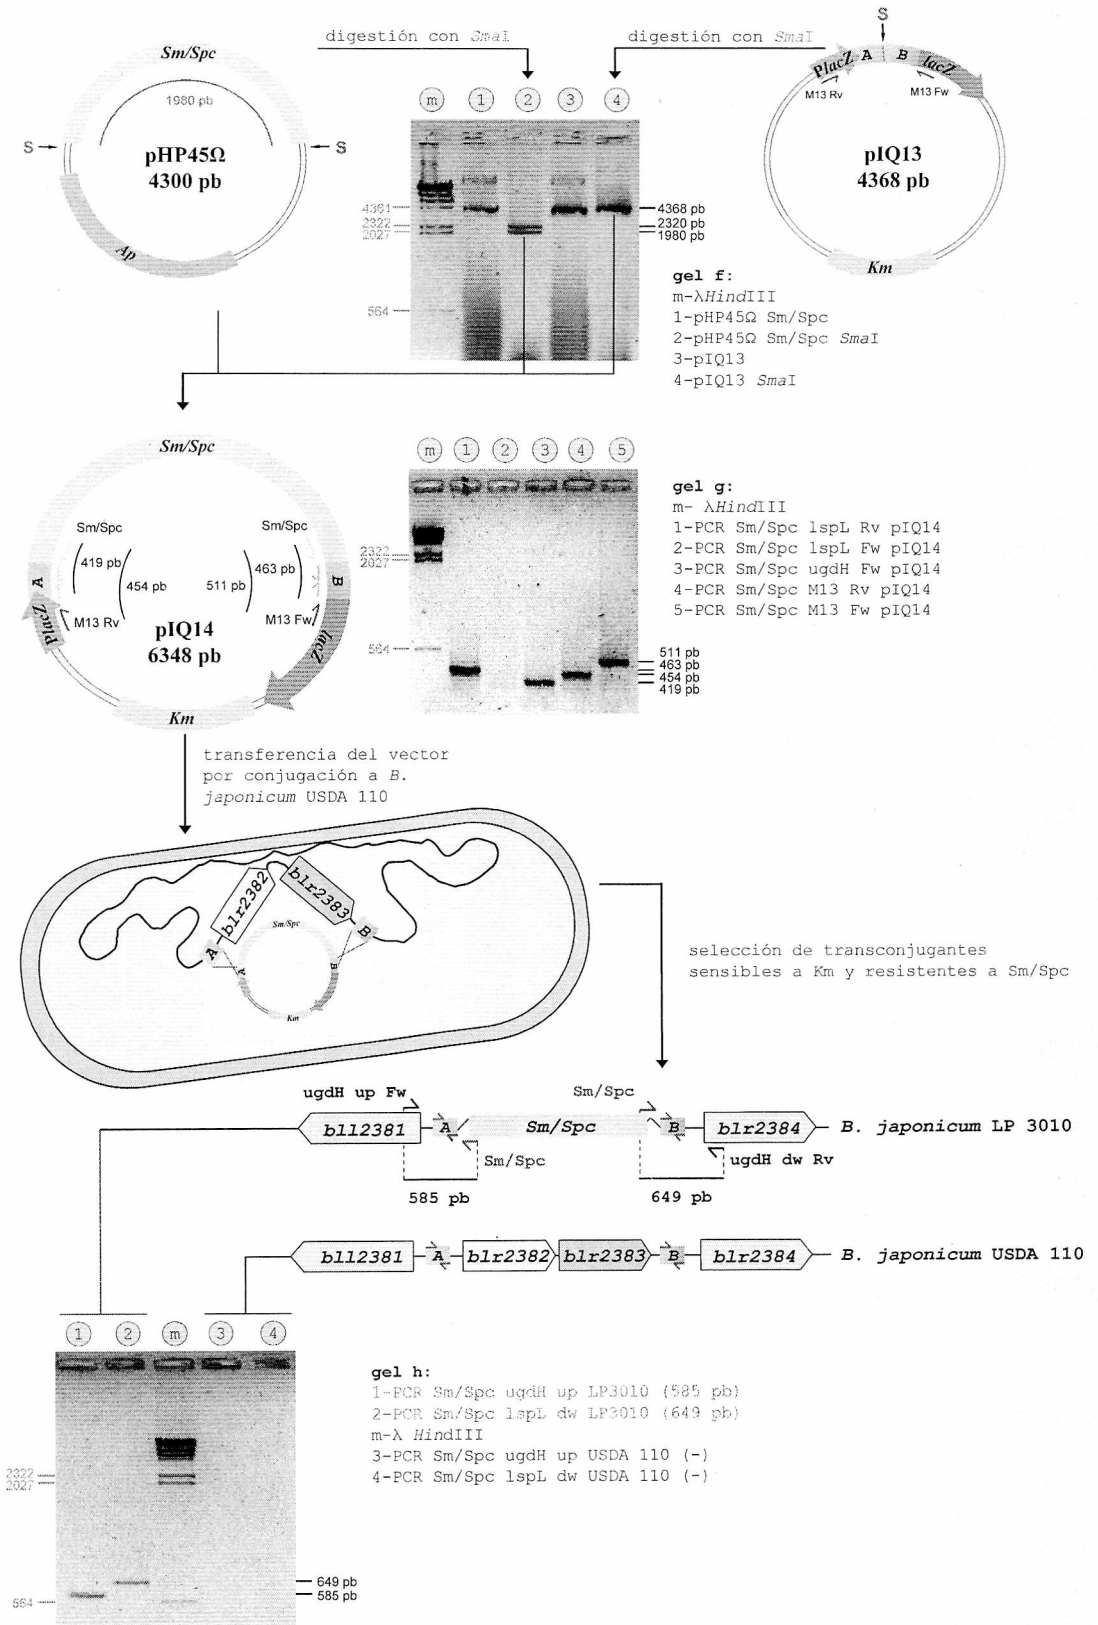 S
digestión con SmaI
digestión con SmaI
Sm/Spc
1980 pb
S
S
pHP45Ω
4300 pb
Ap
m 1 2 3 4
PlacZ A B lacZ
M13 Rv
M13 Fw
pIQ13
4368 pb
Km
4361
2322
2027
564
4368 pb
2320 pb
1980 pb
gel f:
m-λHindIII
1-pHP45Ω Sm/Spc
2-pHP45Ω Sm/Spc SmaI
3-pIQ13
4-pIQ13 SmaI
Sm/Spc
Sm/Spc
Sm/Spc
419 pb
454 pb
511 pb
463 pb
A
B
PlacZ
M13 Rv
M13 Fw
lacZ
pIQ14
6348 pb
Km
m 1 2 3 4 5
2322
2027
564
511 pb
463 pb
454 pb
419 pb
gel g:
m- λHindIII
1-PCR Sm/Spc lspL Rv pIQ14
2-PCR Sm/Spc lspL Fw pIQ14
3-PCR Sm/Spc ugdH Fw pIQ14
4-PCR Sm/Spc M13 Rv pIQ14
5-PCR Sm/Spc M13 Fw pIQ14
transferencia del vector
por conjugación a B.
japonicum USDA 110
blr2382
blr2383
A
B
Sm/Spc
A
B
Km
selección de transconjugantes
sensibles a Km y resistentes a Sm/Spc
ugdH up Fw
Sm/Spc
bll2381 A Sm/Spc B blr2384 B. japonicum LP 3010
Sm/Spc
ugdH dw Rv
585 pb
649 pb
bll2381 A blr2382 blr2383 B blr2384 B. japonicum USDA 110
1 2 m 3 4
2322
2027
564
649 pb
585 pb
gel h:
1-PCR Sm/Spc ugdH up LP3010 (585 pb)
2-PCR Sm/Spc lspL dw LP3010 (649 pb)
m-λ HindIII
3-PCR Sm/Spc ugdH up USDA 110 (-)
4-PCR Sm/Spc lspL dw USDA 110 (-)